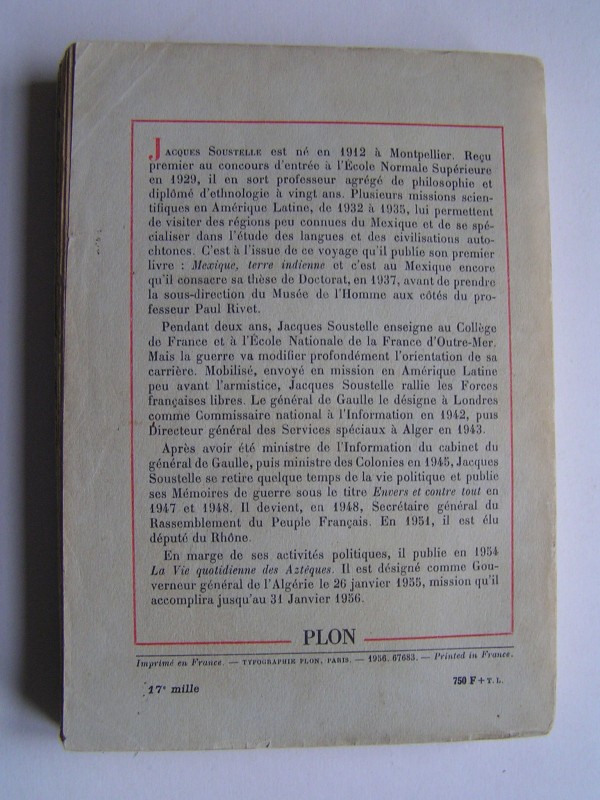 JACQUES SOUSTELLE est né en 1912 à Montpellier. Reçu
premier au concours d'entrée à l'École Normale Supérieure
en 1929, il en sort professeur agrégé de philosophie et
diplômé d'ethnologie à vingt ans. Plusieurs missions scien-
tifiques en Amérique Latine, de 1932 à 1935, lui permettent
de visiter des régions peu connues du Mexique et de se spé-
cialiser dans l'étude des langues et des civilisations auto-
chtones. C'est à l'issue de ce voyage qu'il publie son premier
livre : Mexique, terre indienne et c'est au Mexique encore
qu'il consacre sa thèse de Doctorat, en 1937, avant de prendre
la sous-direction du Musée de l'Homme aux côtés du pro-
fesseur Paul Rivet.
Pendant deux ans, Jacques Soustelle enseigne au Collège
de France et à l'École Nationale de la France d'Outre-Mer.
Mais la guerre va modifier profondément l'orientation de sa
carrière. Mobilisé, envoyé en mission en Amérique Latine
peu avant l'armistice, Jacques Soustelle rallie les Forces
françaises libres. Le général de Gaulle le désigne à Londres
comme Commissaire national à l'Information en 1942, puis
Directeur général des Services spéciaux à Alger en 1943.
Après avoir été ministre de l'Information du cabinet du
général de Gaulle, puis ministre des Colonies en 1945, Jacques
Soustelle se retire quelque temps de la vie politique et publie
ses Mémoires de guerre sous le titre Envers et contre tout en
1947 et 1948. Il devient, en 1948, Secrétaire général du
Rassemblement du Peuple Français. En 1951, il est élu
député du Rhône.
En marge de ses activités politiques, il publie en 1954
La Vie quotidienne des Aztèques. Il est désigné comme Gou-
verneur général de l'Algérie le 26 janvier 1955, mission qu'il
accomplira jusqu'au 31 Janvier 1956.
PLON
Imprimé en France. — TYPOGRAPHIE PLON, PARIS. — 1956. 67683. — Printed in France.
17e mille
750 F + T. L.